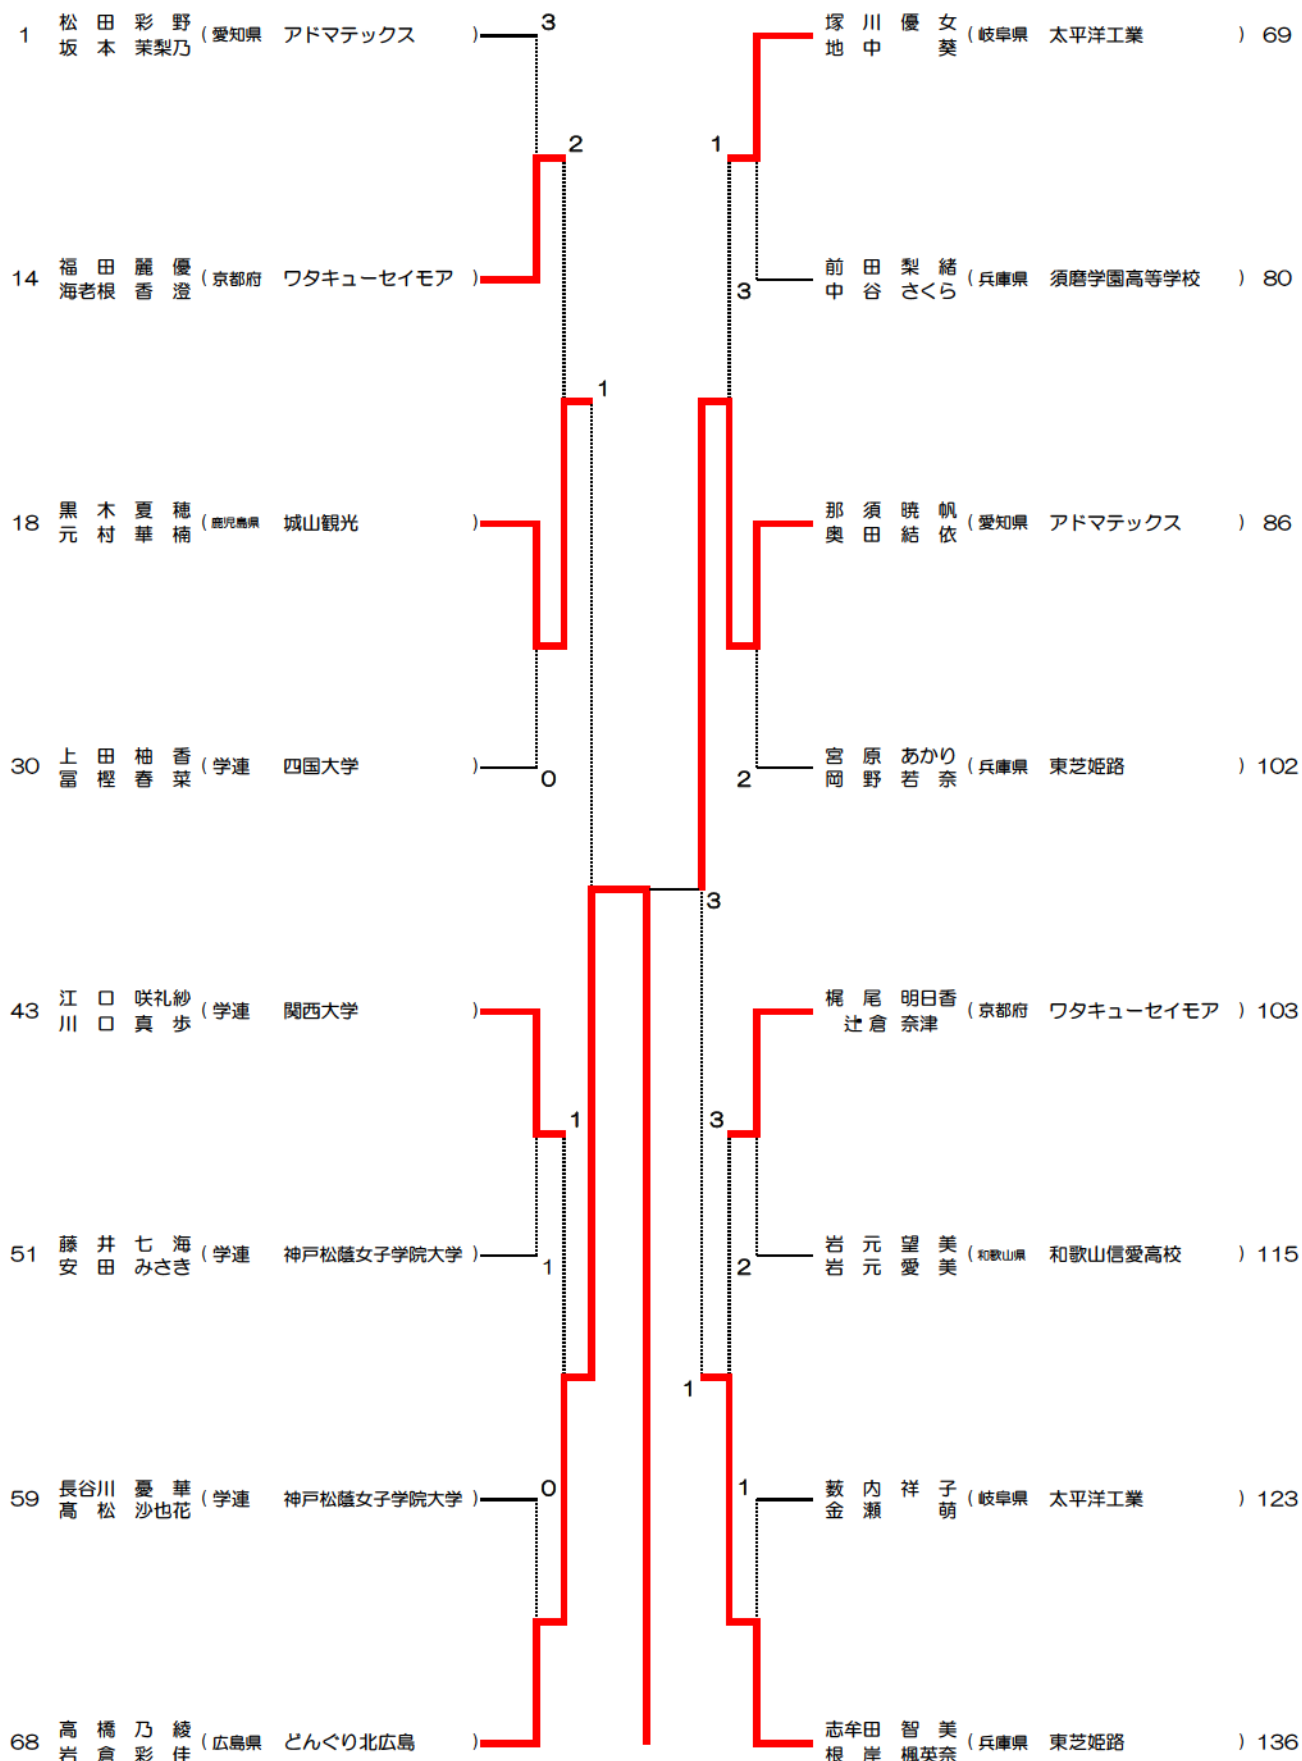 1 松田彩野 坂本茉梨乃 (愛知県 アドマテックス) 3
塚川優女 地中葵 (岐阜県 太平洋工業) 69
2
1
14 福田麗優 海老根香澄 (京都府 ワタキューセイモア)
前田梨緒 中谷さくら (兵庫県 須磨学園高等学校) 80
3
1
18 黒木夏穂 元村華楠 (鹿児島県 城山観光)
那須暁帆 奥田結依 (愛知県 アドマテックス) 86
30 上田柚香 冨樫春菜 (学連 四国大学) 0
2 宮原あかり 岡野若奈 (兵庫県 東芝姫路) 102
3
43 江口咲礼紗 川口真歩 (学連 関西大学)
梶尾明日香 辻倉奈津 (京都府 ワタキューセイモア) 103
1
3
51 藤井七海 安田みさき (学連 神戸松蔭女子学院大学) 1
2 岩元望美 岩元愛美 (和歌山県 和歌山信愛高校) 115
1
59 長谷川憂華 髙松沙也花 (学連 神戸松蔭女子学院大学) 0
1 薮内祥子 金瀬萌 (岐阜県 太平洋工業) 123
68 高橋乃綾 岩倉彩佳 (広島県 どんぐり北広島)
志牟田智美 根岸楓英奈 (兵庫県 東芝姫路) 136